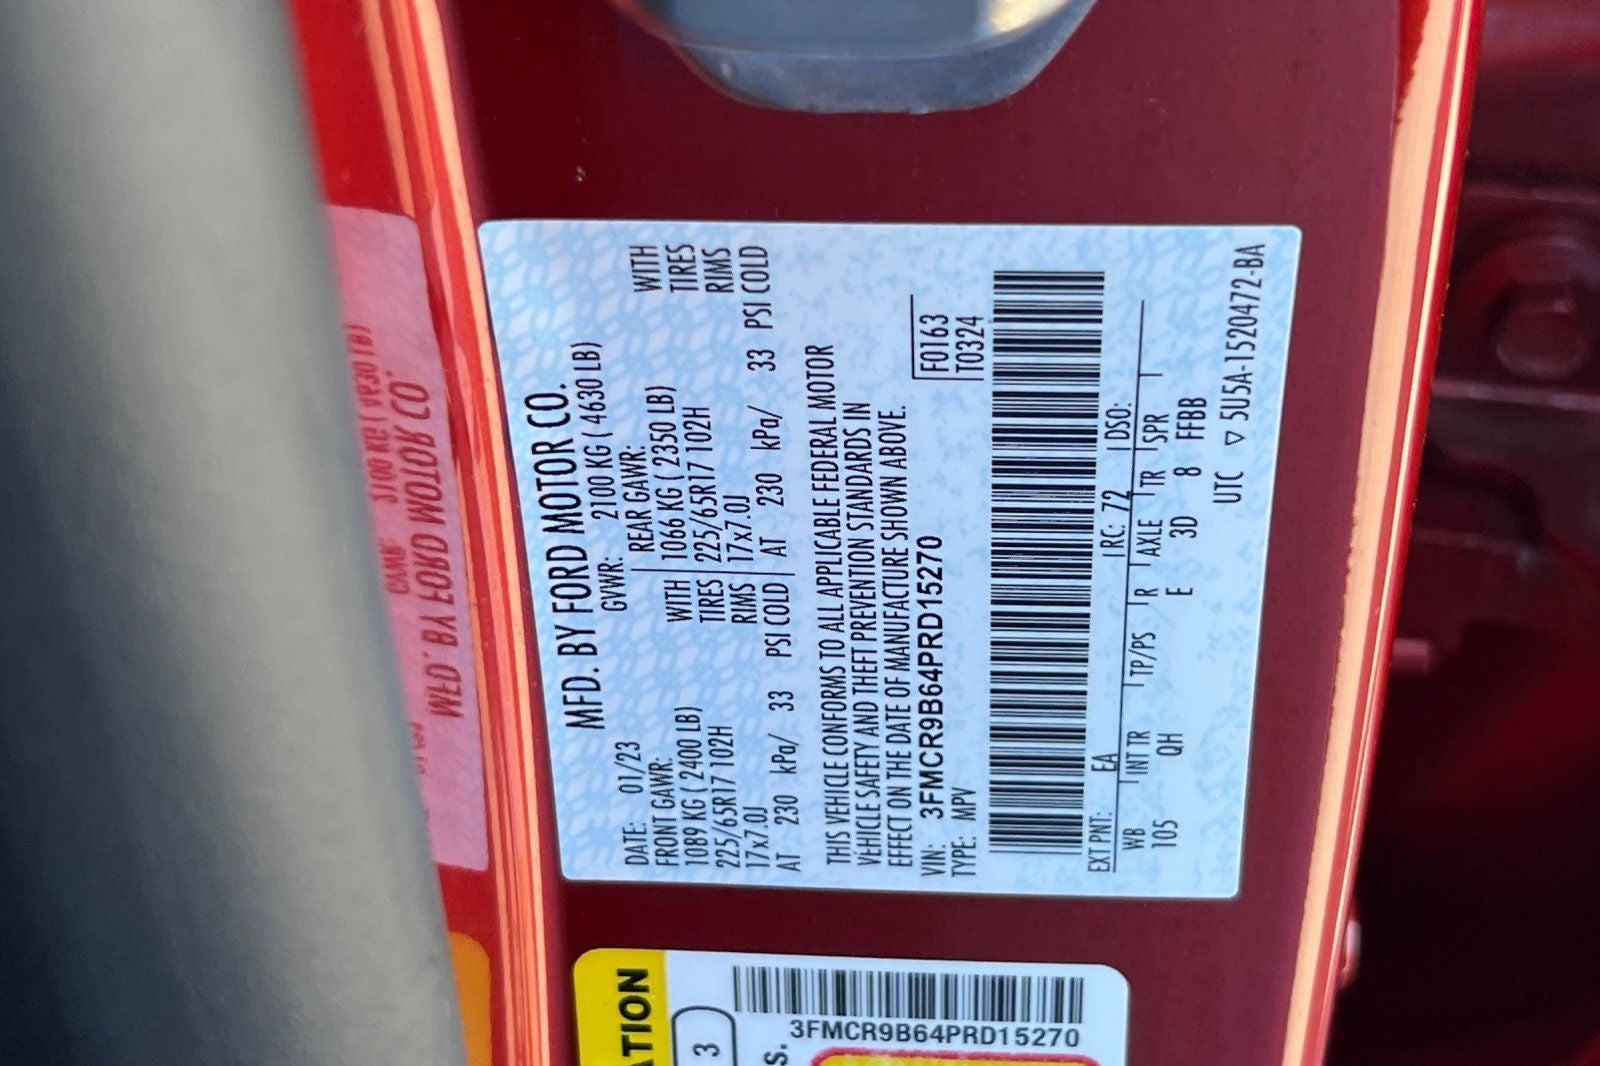 MFD. BY FORD MOTOR CO.
DATE: 01/23 GVWR: 2100 KG ( 4630 LB)
FRONT GAWR: REAR GAWR:
1089 KG ( 2400 LB) WITH 1066 KG ( 2350 LB) WITH
225/65R17 102H TIRES 225/65R17 102H TIRES
17x7.0J RIMS 17x7.0J RIMS
AT 230 kPa/ 33 PSI COLD AT 230 kPa/ 33 PSI COLD
THIS VEHICLE CONFORMS TO ALL APPLICABLE FEDERAL MOTOR
VEHICLE SAFETY AND THEFT PREVENTION STANDARDS IN
EFFECT ON THE DATE OF MANUFACTURE SHOWN ABOVE.
VIN: 3FMCR9B64PRD15270 F0163
TYPE: MPV T0324
EXT PNT: EA RC: 72 DSO:
WB INT TR TP/PS R AXLE TR SPR
105 QH E 3D 8 FFBB
UTC ▽ 5U5A-1520472-BA
ATION
3
S.
3FMCR9B64PRD15270